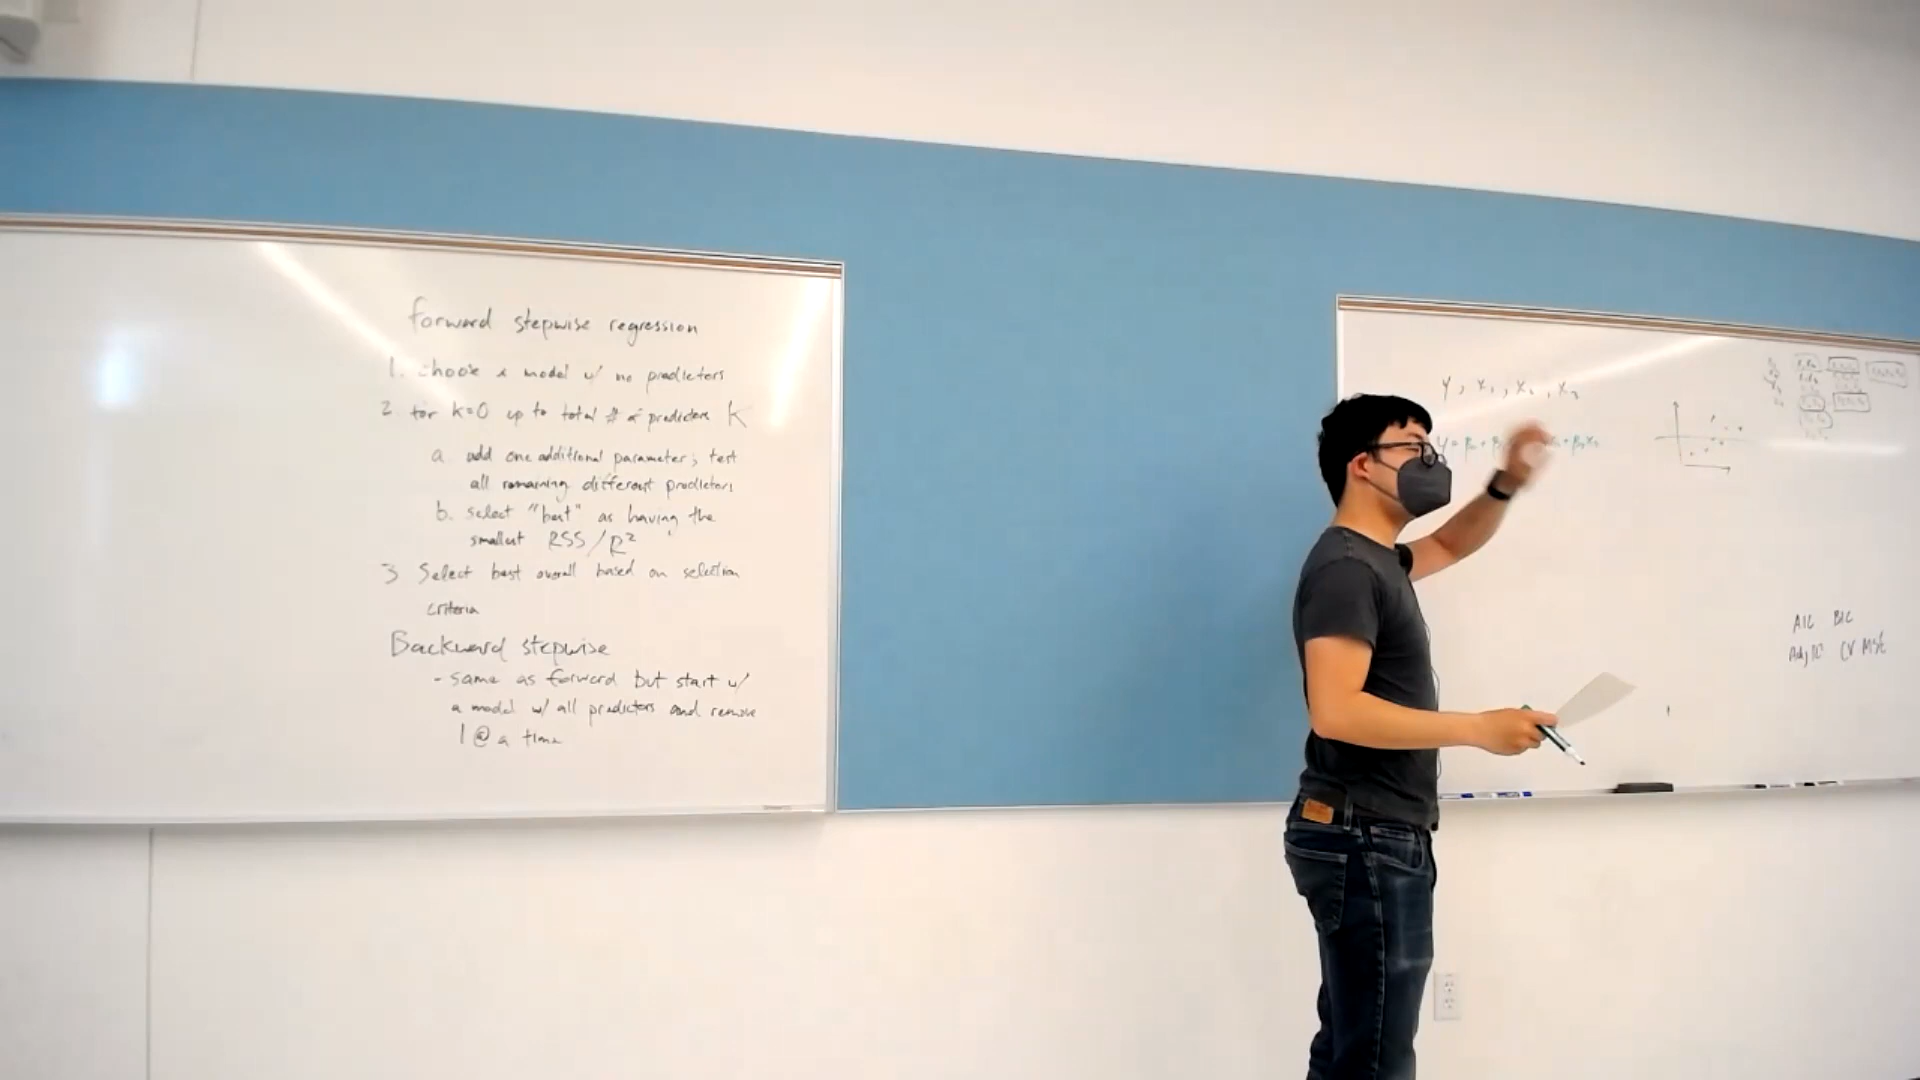 forward stepwise regression
1. choose a model w/ no predictors
2. for k=0 up to total # of predictors K
a. add one additional parameter; test
all remaining different predictors
b. select "best" as having the
smallest RSS/R²
3 Select best overall based on selection
criteria
Backward stepwise
- same as forward but start w/
a model w/ all predictors and remove
1 @ a time
y, x₁, x₂, x₃
AIC BIC
Adj R² CV MSE